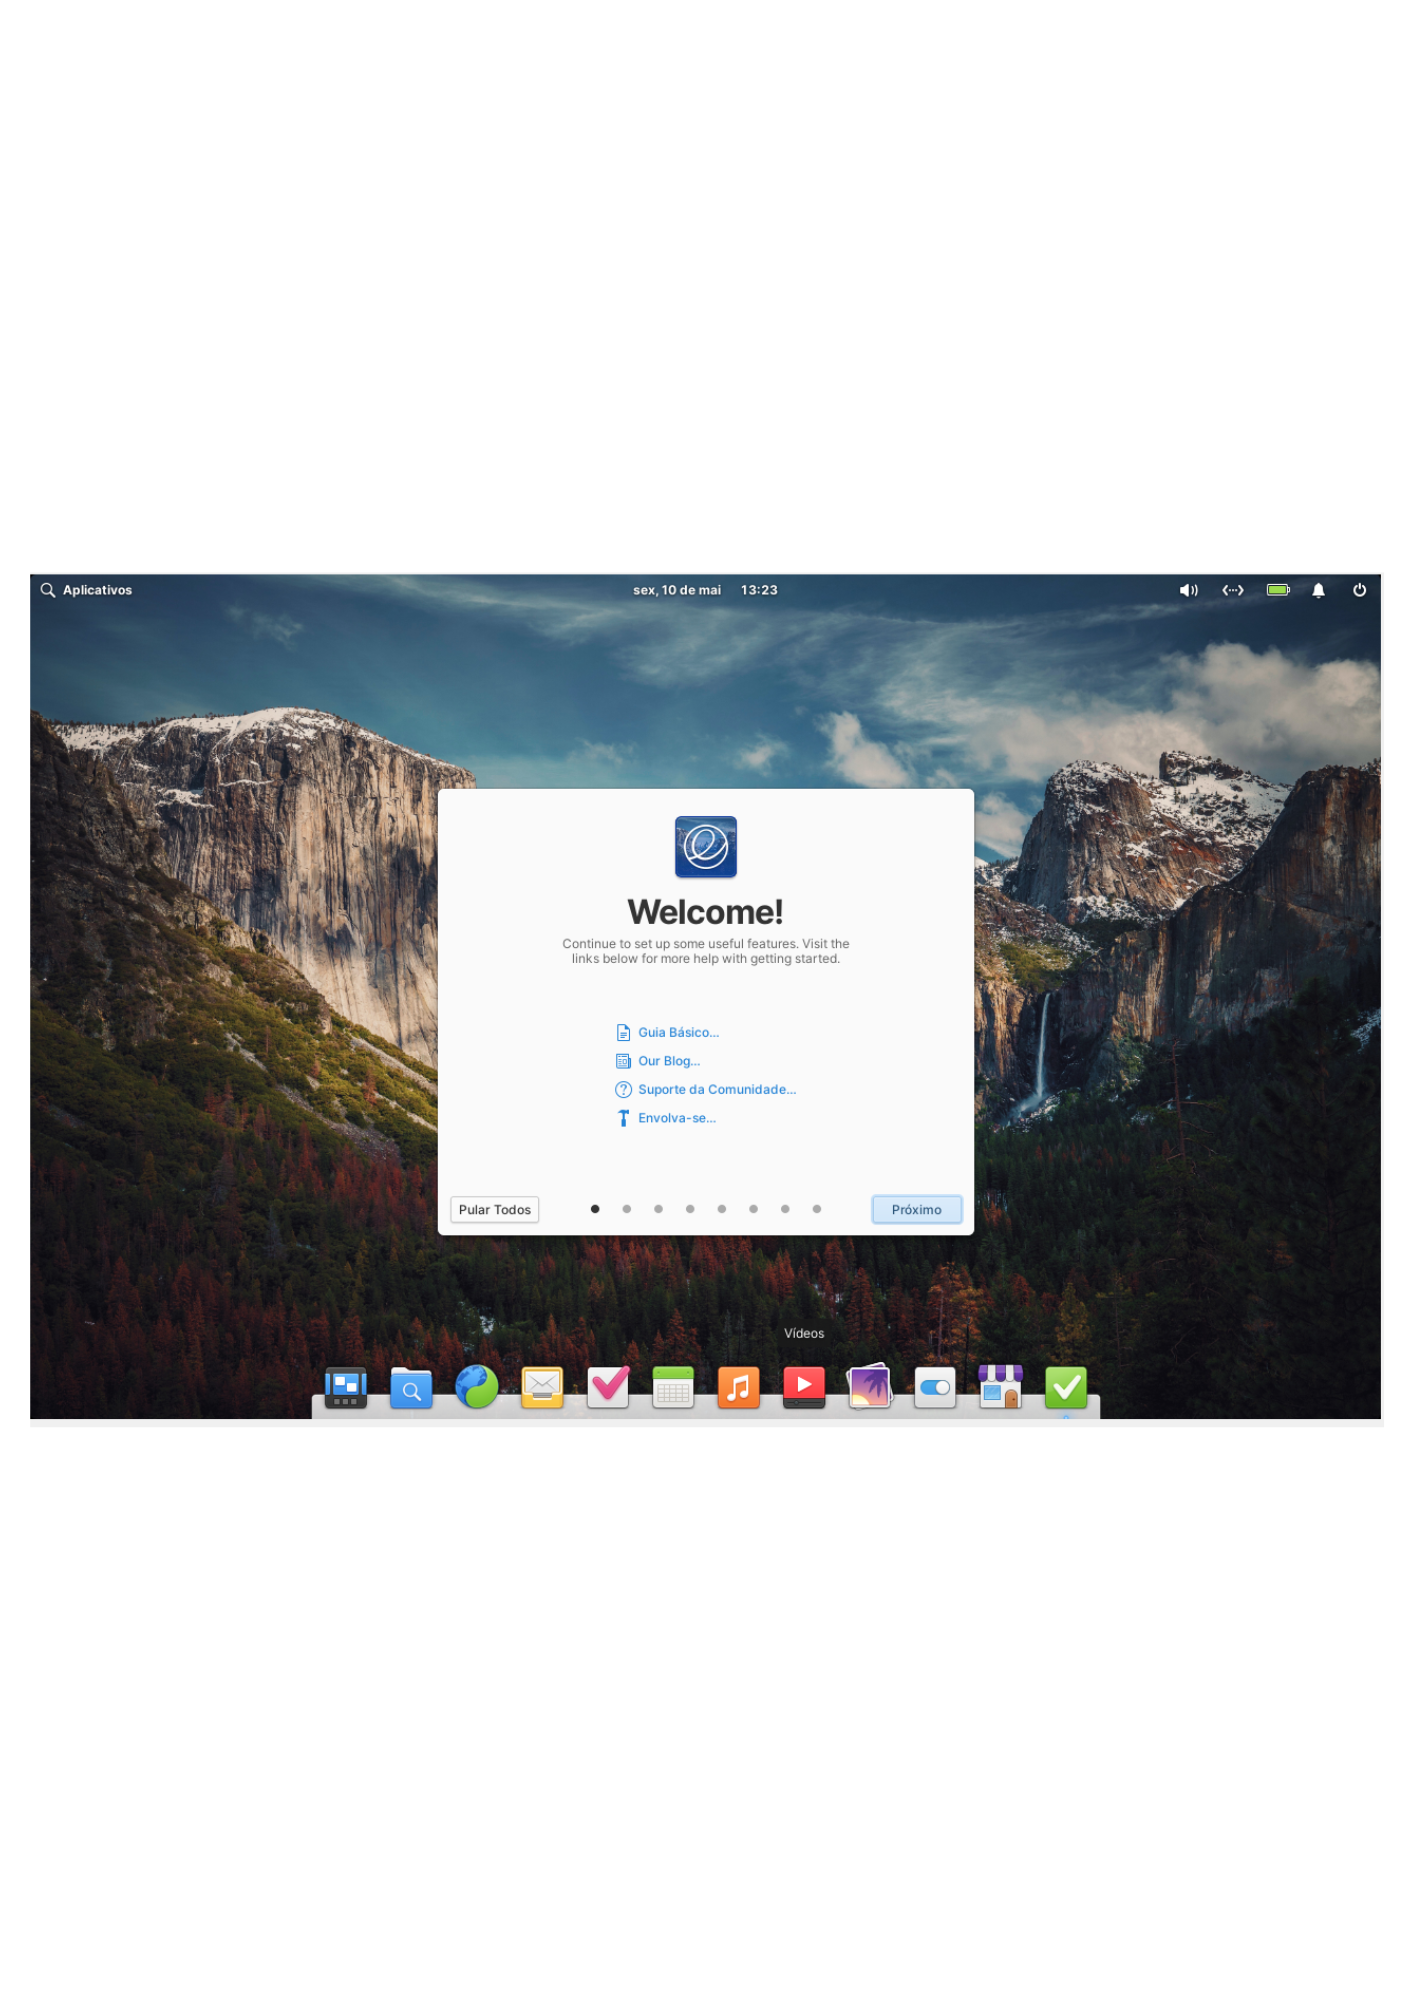 Aplicativos
sex, 10 de mai 13:23
Welcome!
Continue to set up some useful features. Visit the
links below for more help with getting started.
Guia Básico...
Our Blog...
Suporte da Comunidade...
Envolva-se...
Pular Todos
Próximo
Vídeos